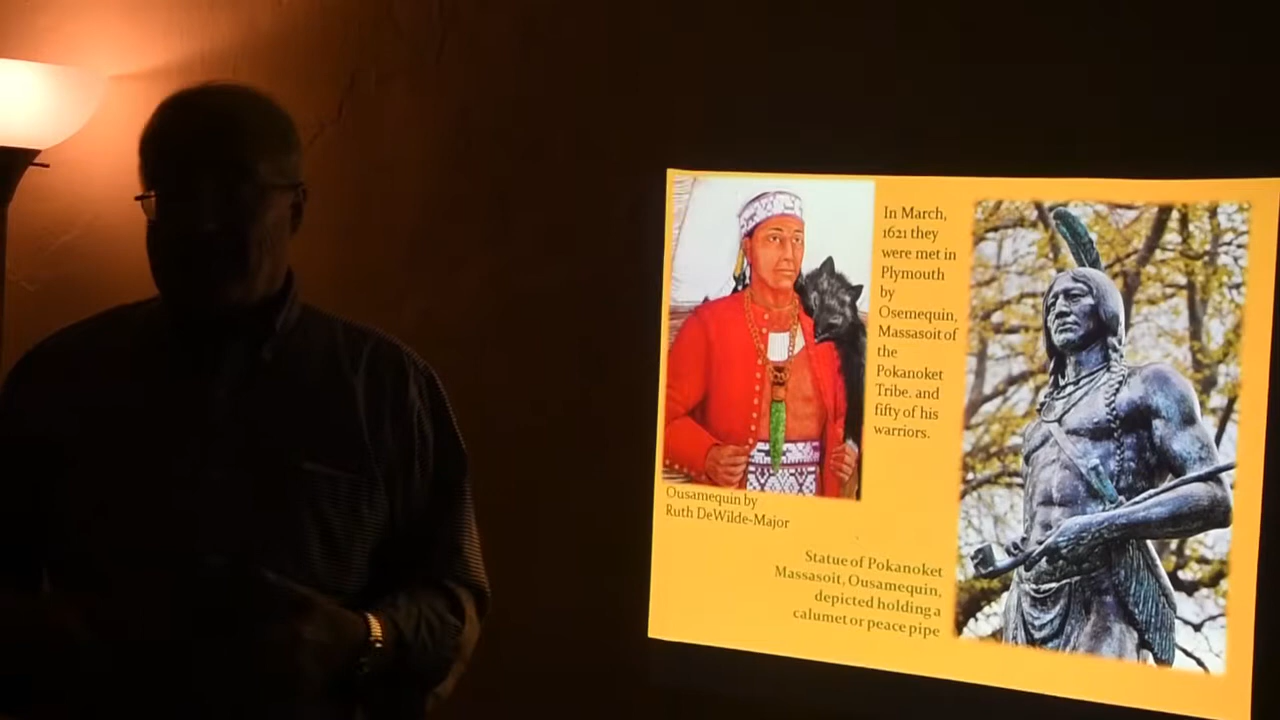 In March,
1621 they
were met in
Plymouth
by
Osemequin,
Massasoit of
the
Pokanoket
Tribe. and
fifty of his
warriors.
Ousamequin by
Ruth DeWilde-Major
Statue of Pokanoket
Massasoit, Ousamequin,
depicted holding a
calumet or peace pipe